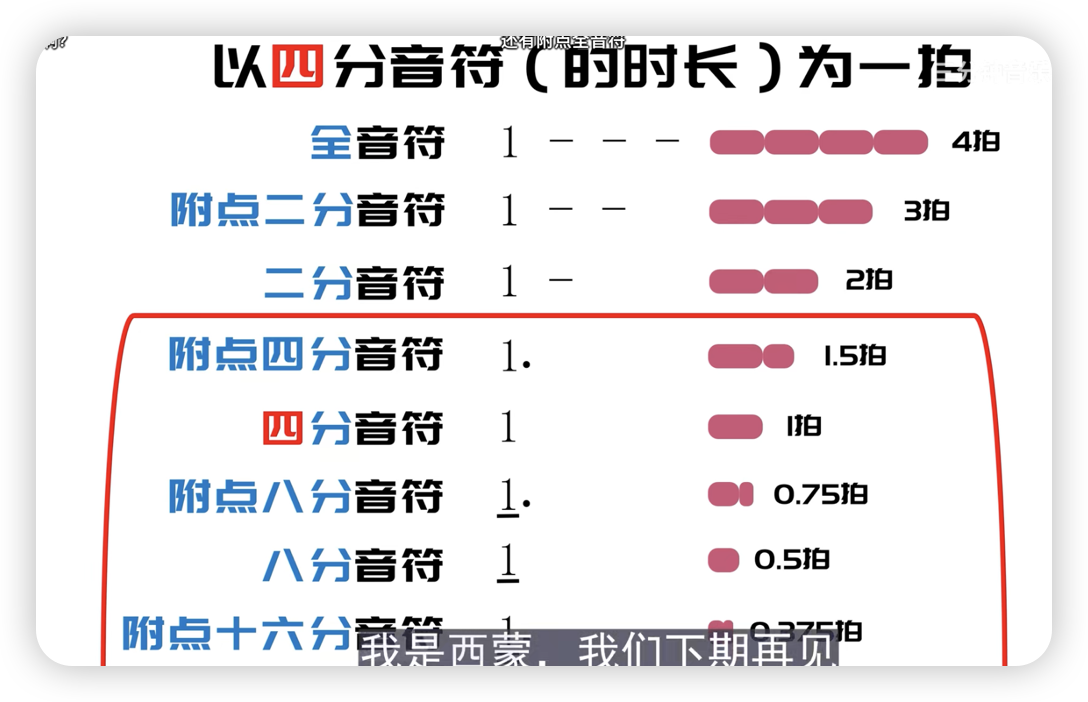 还有附点全音符
以四分音符(的时长)为一拍
全音符 1 - - - 4拍
附点二分音符 1 - - 3拍
二分音符 1 - 2拍
附点四分音符 1. 1.5拍
四分音符 1 1拍
附点八分音符 1. 0.75拍
八分音符 1 0.5拍
附点十六分音符 1 0.375拍
我是西蒙，我们下期再见